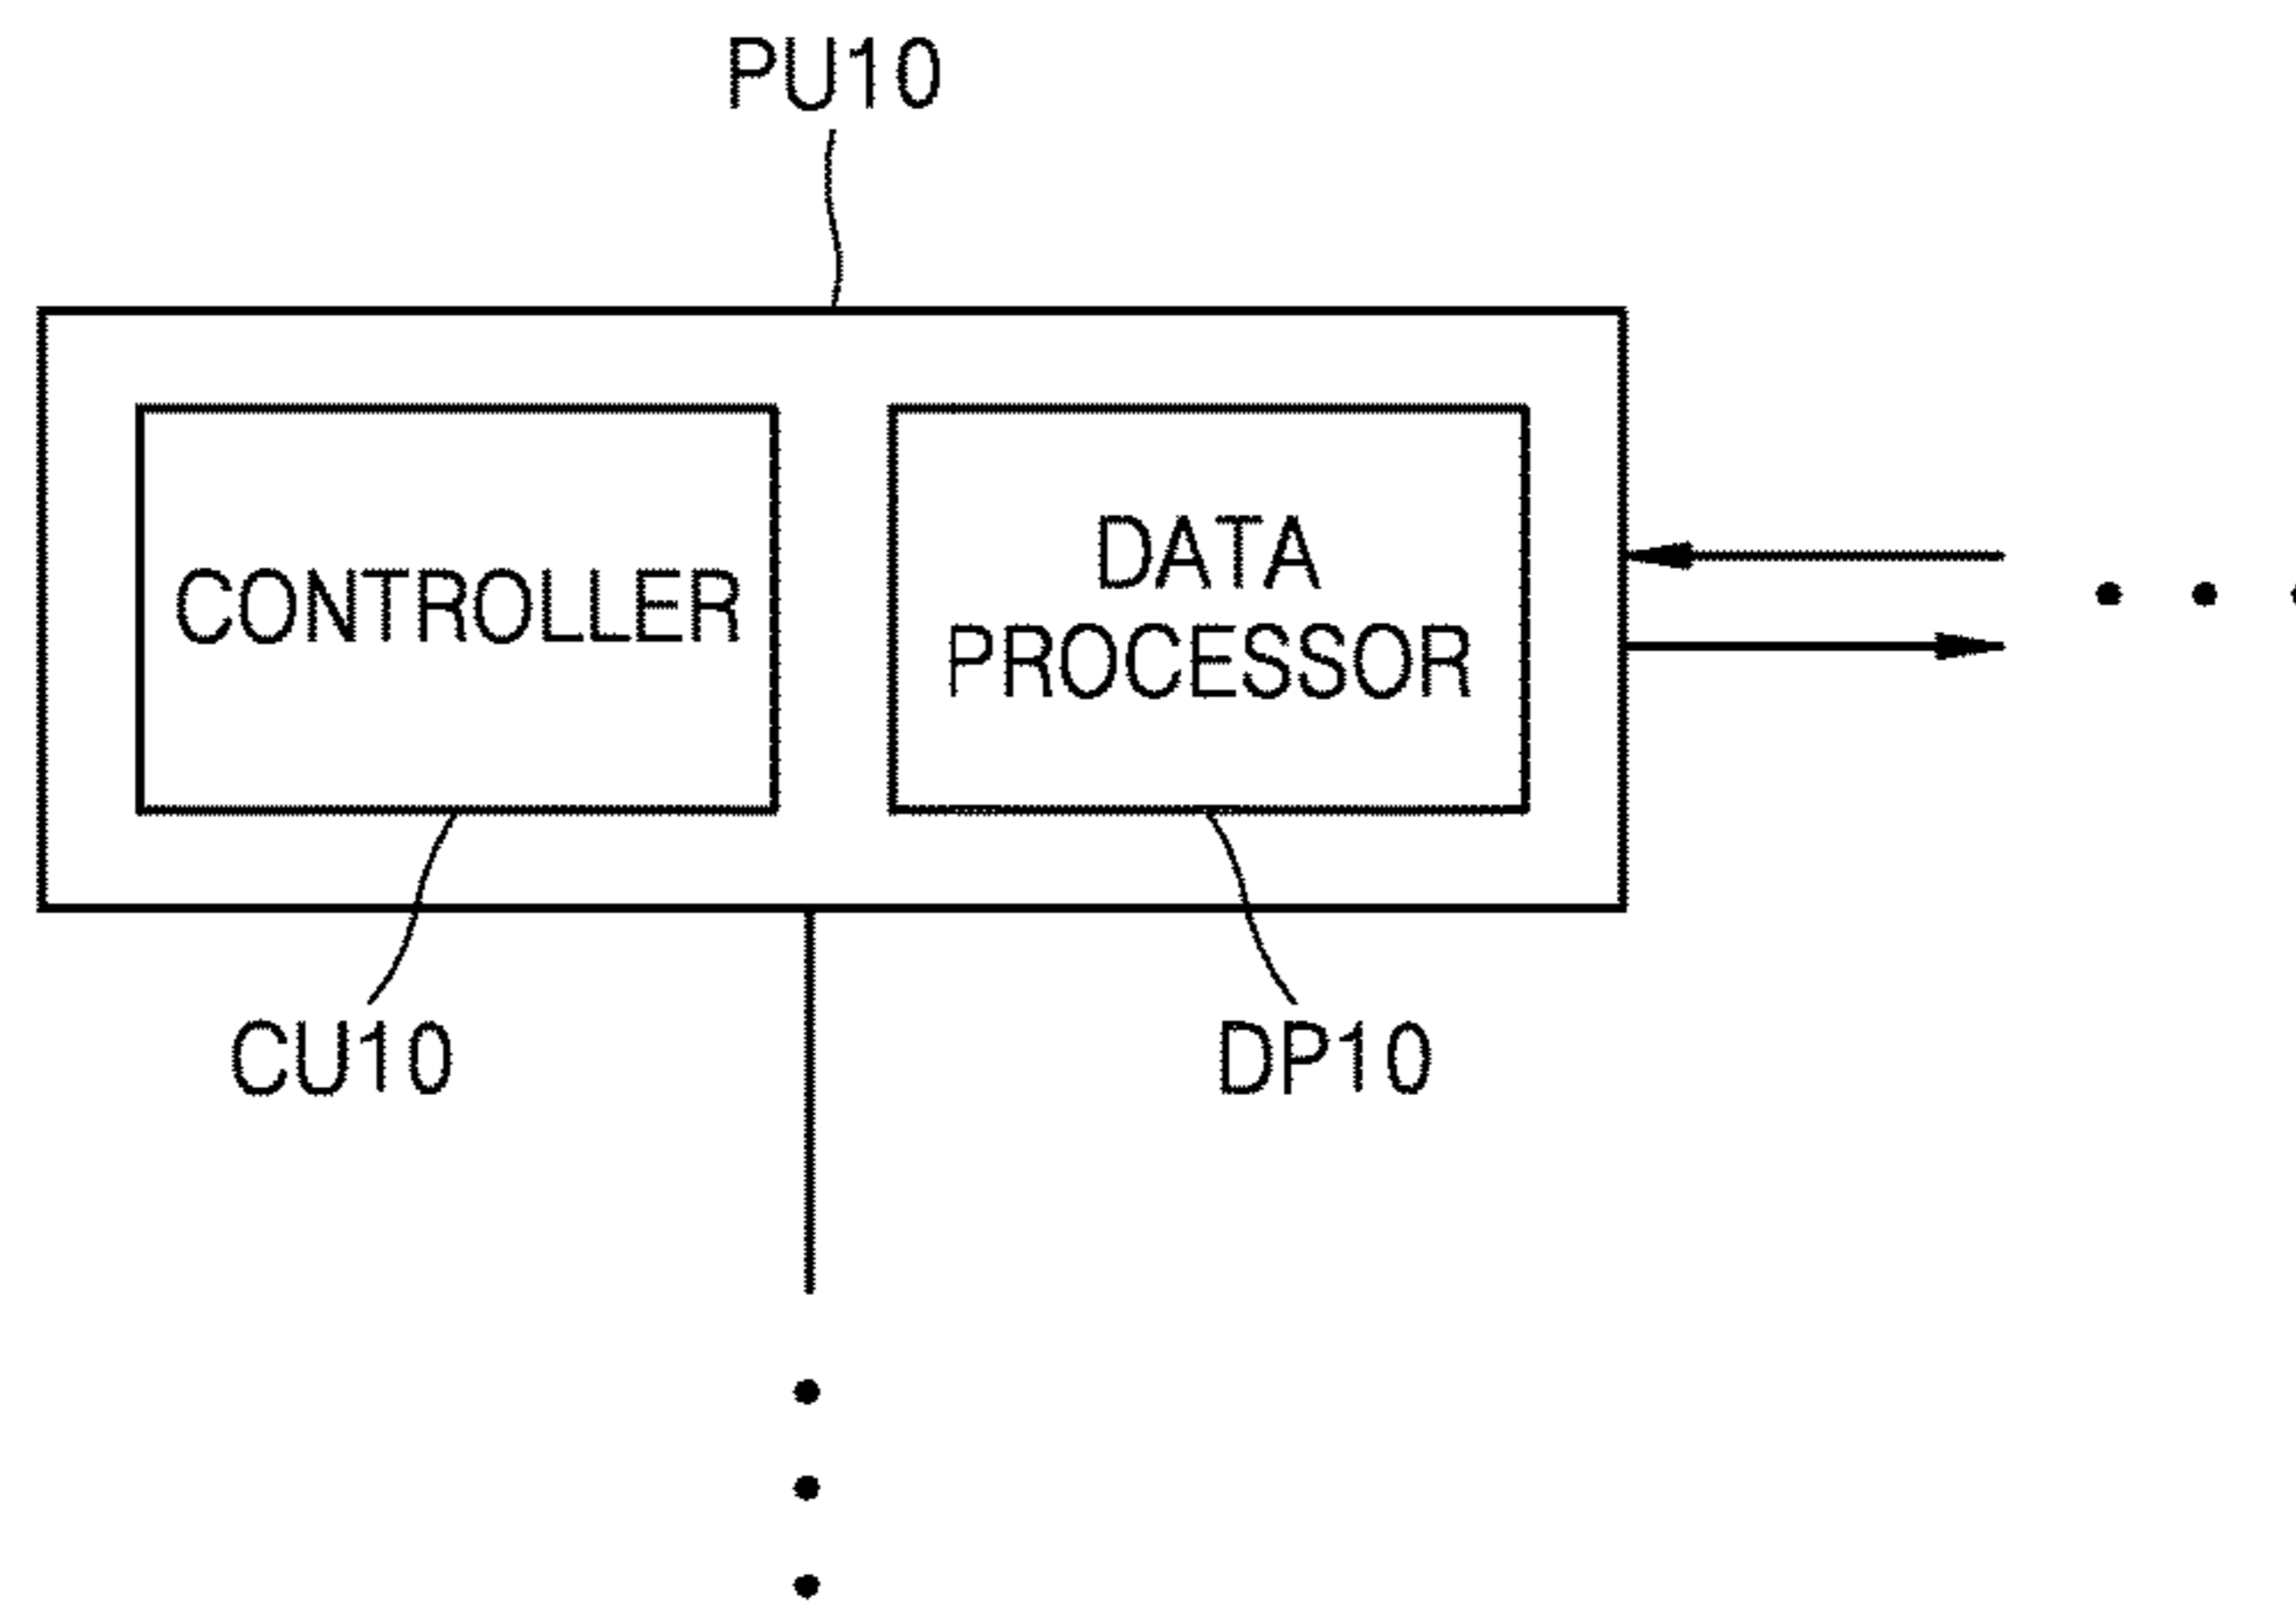 PU10
CONTROLLER
DATA
PROCESSOR
CU10
DP10